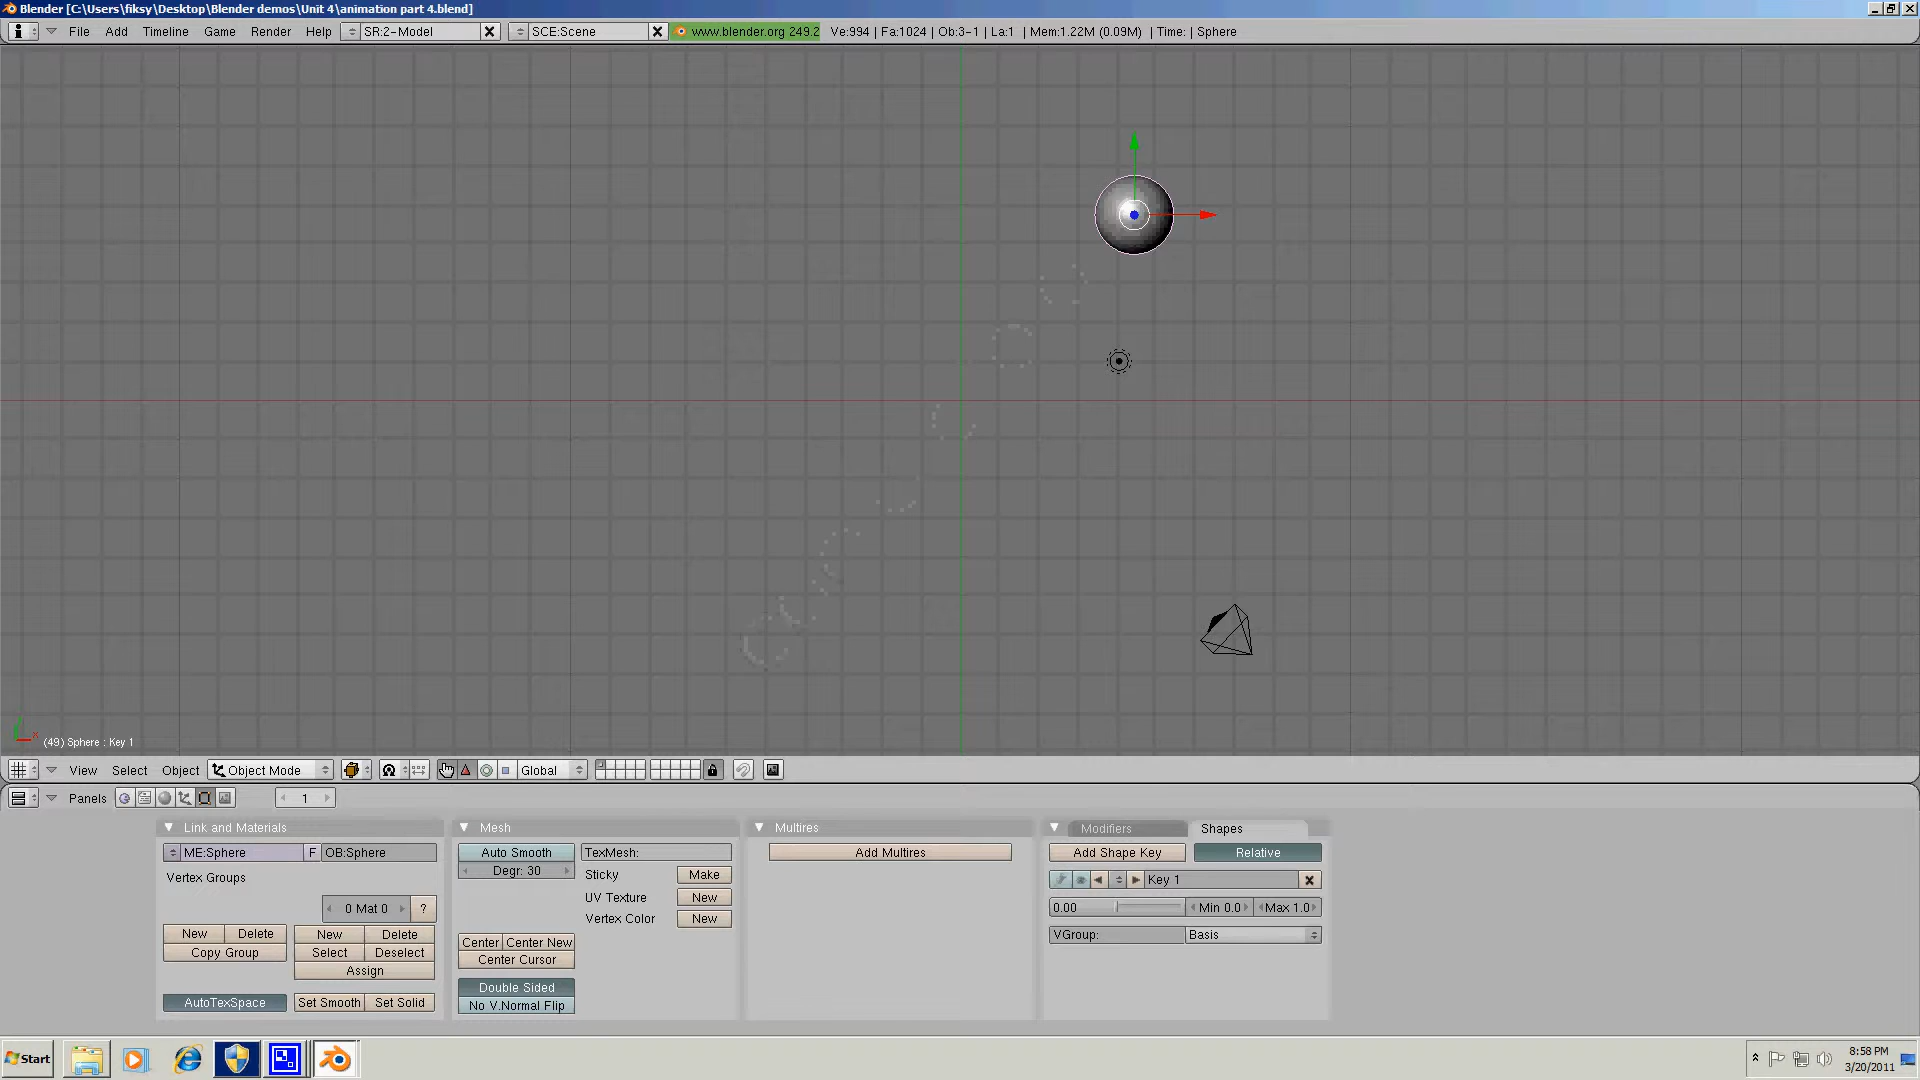 Blender [C:\Users\fiksy\Desktop\Blender demos\Unit 4\animation part 4.blend]
File Add Timeline Game Render Help SR:2-Model SCE:Scene www.blender.org 249.2 Ve:994 | Fa:1024 | Ob:3-1 | La:1 | Mem:1.22M (0.09M) | Time: | Sphere
(49) Sphere : Key 1
View Select Object Object Mode Global
Panels 1
Link and Materials Mesh Multires Modifiers Shapes
ME:Sphere F OB:Sphere Auto Smooth TexMesh: Add Multires Add Shape Key Relative
Vertex Groups Degr: 30 Sticky Make Key 1
0 Mat 0 ? UV Texture New 0.00 Min 0.0 Max 1.0
Vertex Color New
New Delete New Delete VGroup: Basis
Copy Group Select Deselect Center Center New
Assign Center Cursor
Double Sided
AutoTexSpace Set Smooth Set Solid No V.Normal Flip
Start 8:58 PM
3/20/2011